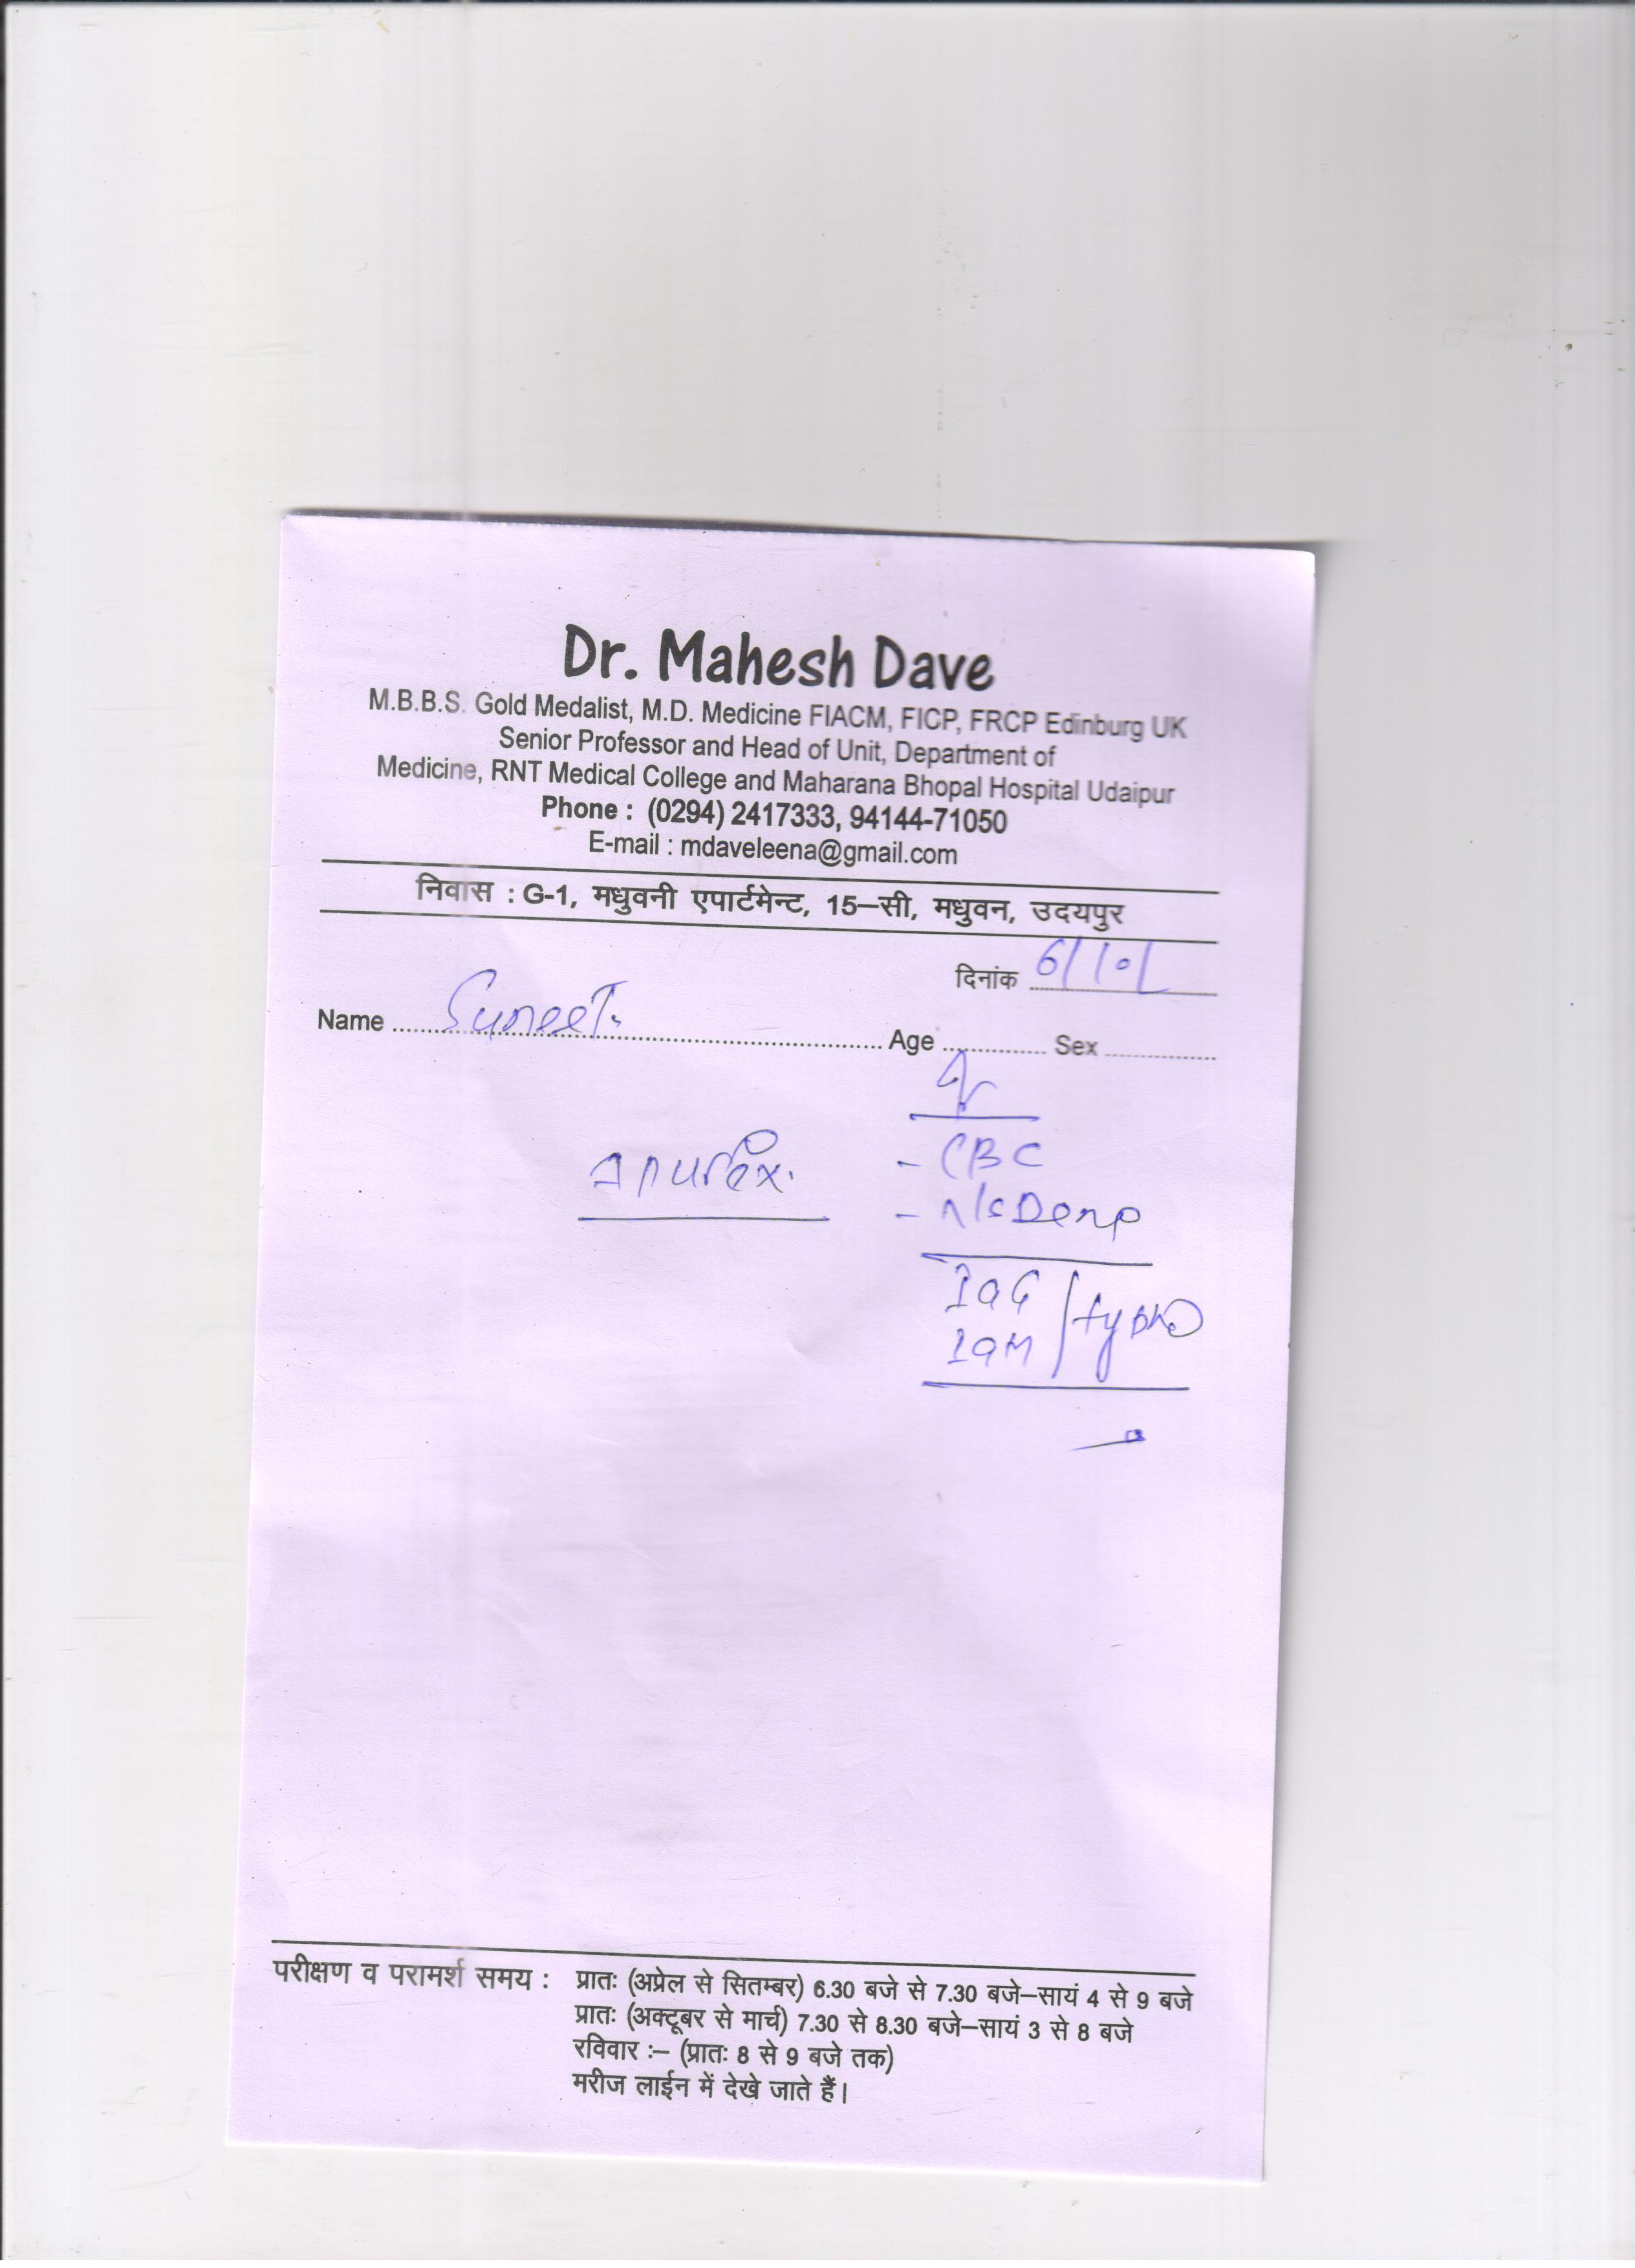 Dr. Mahesh Dave
M.B.B.S. Gold Medalist, M.D. Medicine FIACM, FICP, FRCP Edinburg UK
Senior Professor and Head of Unit, Department of
Medicine, RNT Medical College and Maharana Bhopal Hospital Udaipur
Phone : (0294) 2417333, 94144-71050
E-mail : mdaveleena@gmail.com
निवास : G-1, मधुवनी एपार्टमेन्ट, 15–सी, मधुवन, उदयपुर
दिनांक 6/10/
Name Suneet Age Sex
- CBC
IgG
IgM / typhi
परीक्षण व परामर्श समय : प्रातः (अप्रेल से सितम्बर) 6.30 बजे से 7.30 बजे–सायं 4 से 9 बजे
प्रातः (अक्टूबर से मार्च) 7.30 से 8.30 बजे–सायं 3 से 8 बजे
रविवार :– (प्रातः 8 से 9 बजे तक)
मरीज लाईन में देखे जाते हैं।